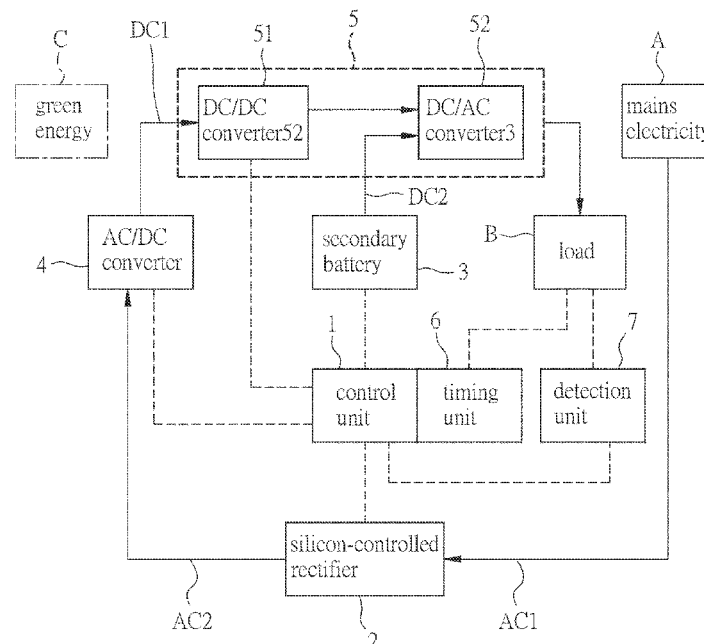 C
DC1
5
51
52
A
green
energy
DC/DC
converter52
DC/AC
converter3
mains
electricity
DC2
4
AC/DC
converter
secondary
battery
3
B
load
1
6
7
control
unit
timing
unit
detection
unit
silicon-controlled
rectifier
AC2
2
AC1